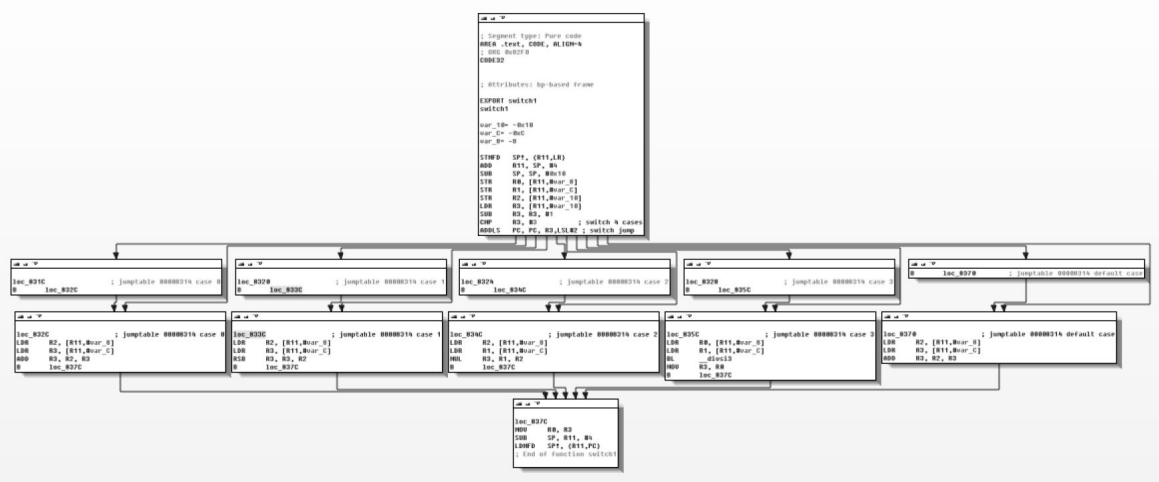 ; Segment type: Pure code
AREA .text, CODE, ALIGN=4
; ORG 0x82F8
CODE32
; Attributes: bp-based frame
EXPORT switch1
switch1
var_10= -0x10
var_C= -0xC
var_8= -8
STMFD SP!, {R11,LR}
ADD R11, SP, #4
SUB SP, SP, #0x10
STR R0, [R11,#var_8]
STR R1, [R11,#var_C]
STR R2, [R11,#var_10]
LDR R3, [R11,#var_10]
SUB R3, R3, #1
CMP R3, #3 ; switch 4 cases
ADDLS PC, PC, R3,LSL#2 ; switch jump
loc_831C ; jumptable 00008314 case 0
B loc_832C
loc_8320 ; jumptable 00008314 case 1
B loc_833C
loc_8324 ; jumptable 00008314 case 2
B loc_834C
loc_8328 ; jumptable 00008314 case 3
B loc_835C
B loc_8370 ; jumptable 00008314 default case
loc_832C ; jumptable 00008314 case 0
LDR R2, [R11,#var_8]
LDR R3, [R11,#var_C]
ADD R3, R2, R3
B loc_837C
loc_833C ; jumptable 00008314 case 1
LDR R2, [R11,#var_8]
LDR R3, [R11,#var_C]
RSB R3, R3, R2
B loc_837C
loc_834C ; jumptable 00008314 case 2
LDR R2, [R11,#var_8]
LDR R3, [R11,#var_C]
MUL R3, R1, R2
B loc_837C
loc_835C ; jumptable 00008314 case 3
LDR R0, [R11,#var_8]
LDR R1, [R11,#var_C]
BL __divsi3
MOV R3, R0
B loc_837C
loc_8370 ; jumptable 00008314 default case
LDR R2, [R11,#var_8]
LDR R3, [R11,#var_C]
ADD R3, R2, R3
loc_837C
MOV R0, R3
SUB SP, R11, #4
LDMFD SP!, {R11,PC}
; End of function switch1